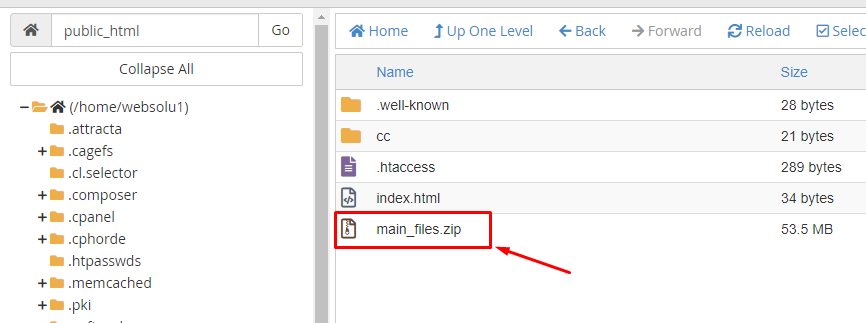 public_html Go
Collapse All
(/home/websolu1)
.attracta
.cagefs
.cl.selector
.composer
.cpanel
.cphorde
.htpasswds
.memcached
.pki
Home Up One Level Back Forward Reload Selec
Name Size
.well-known 28 bytes
cc 21 bytes
.htaccess 289 bytes
index.html 34 bytes
main_files.zip 53.5 MB